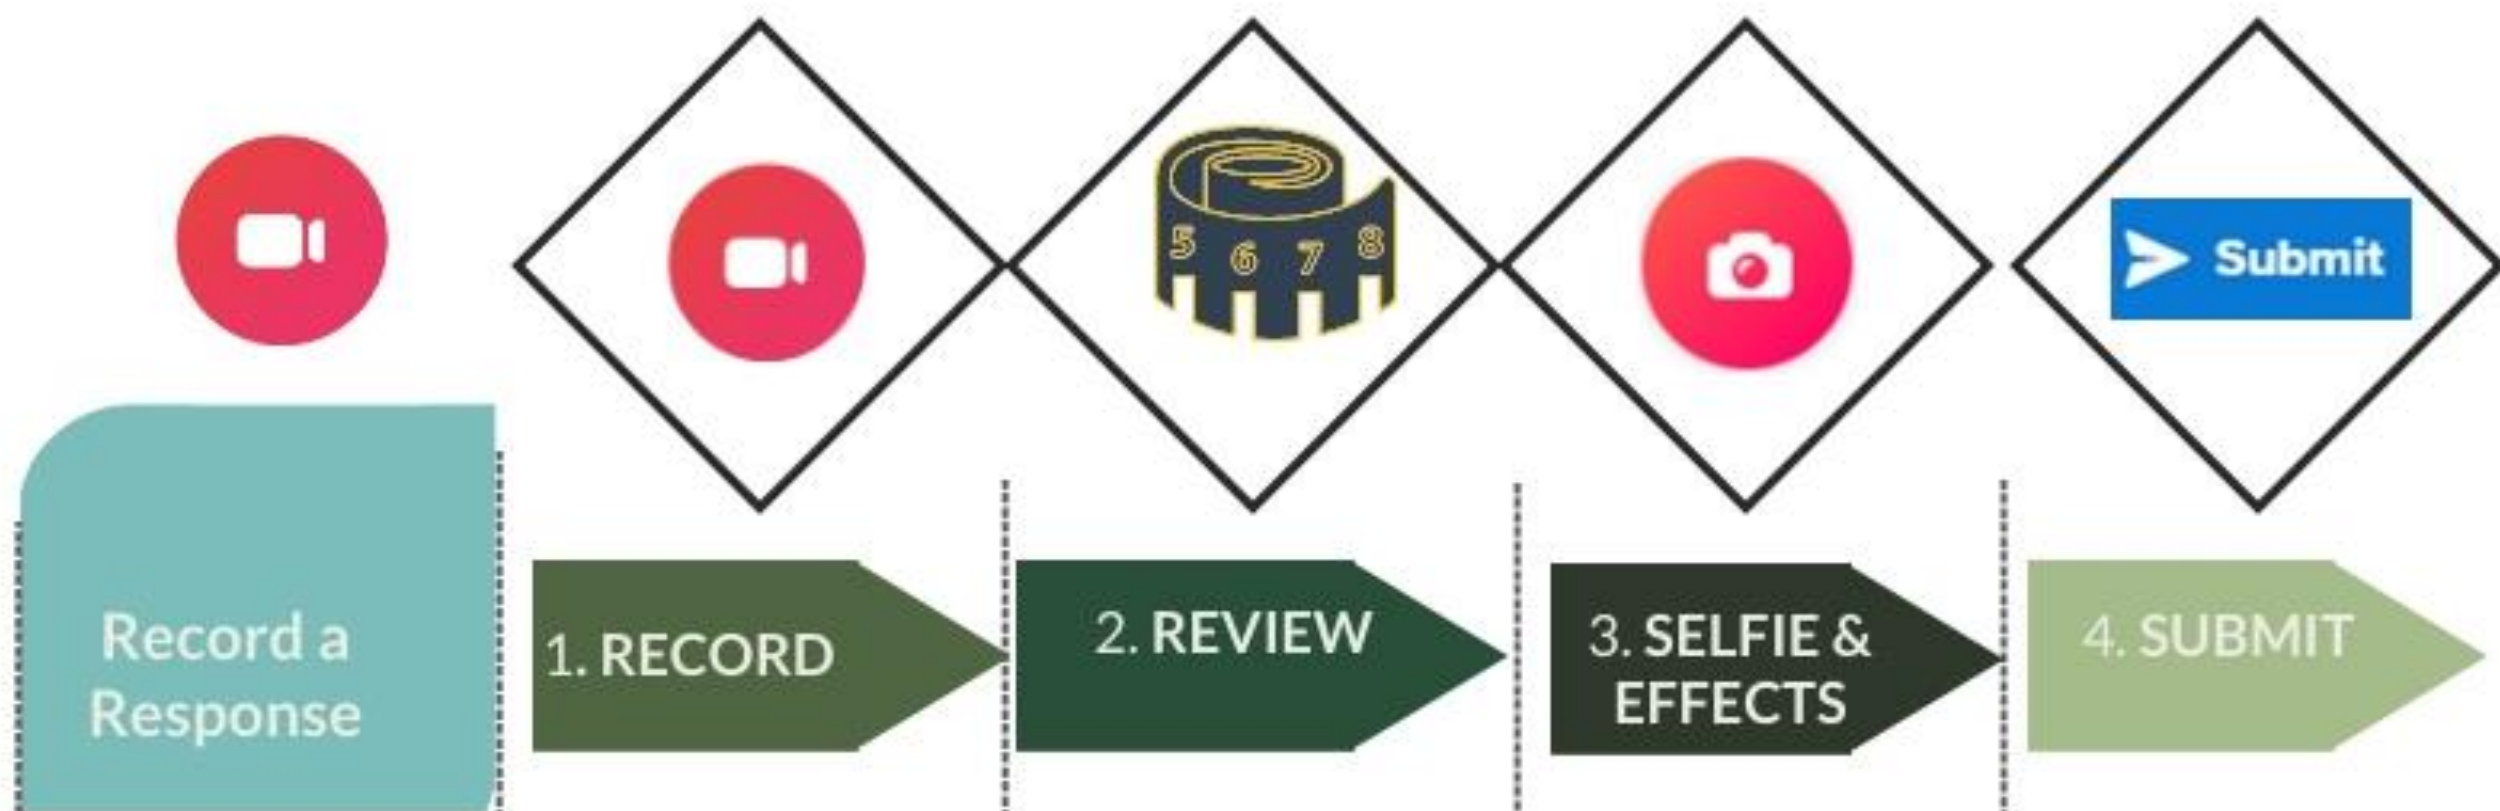 5 6 7 8
Submit
Record a
Response
1. RECORD
2. REVIEW
3. SELFIE &
EFFECTS
4. SUBMIT